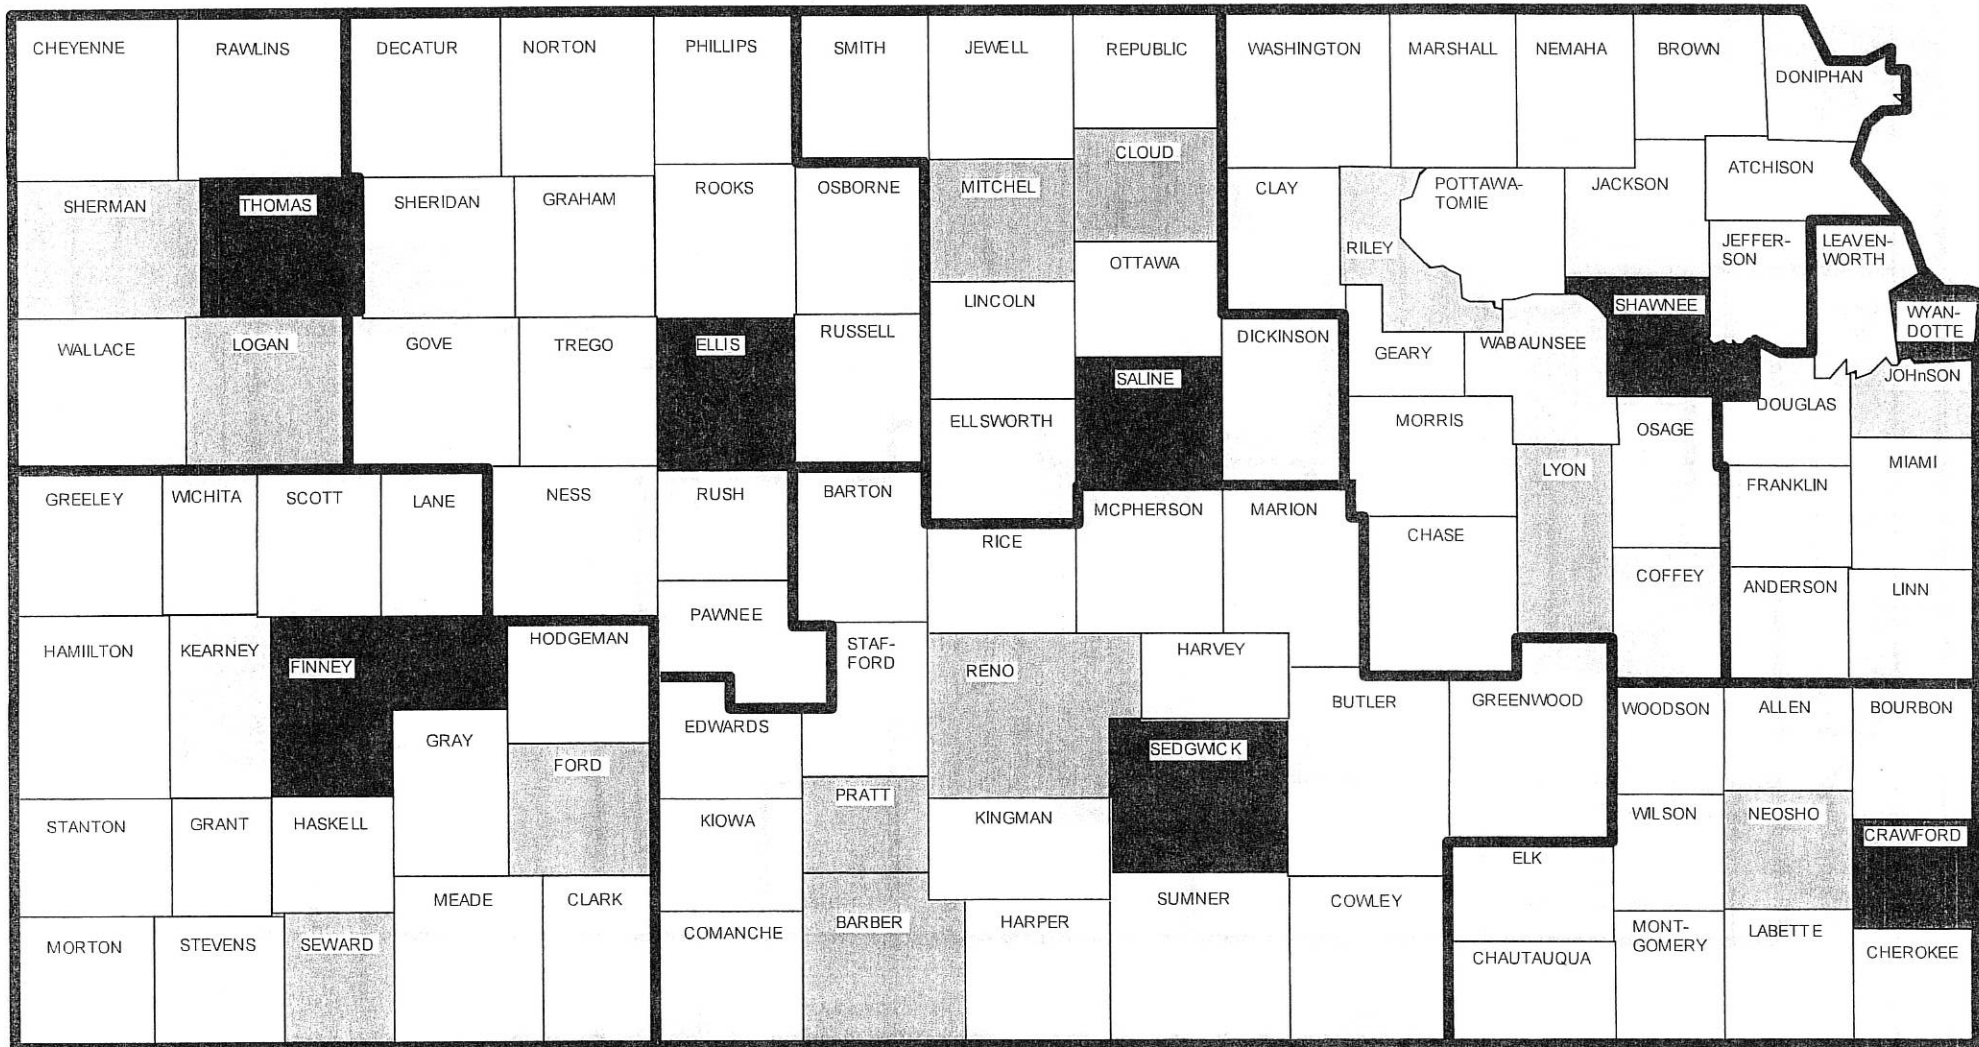 CHEYENNE
RAWLINS
DECATUR
NORTON
PHILLIPS
SMITH
JEWELL
REPUBLIC
WASHINGTON
MARSHALL
NEMAHA
BROWN
DONIPHAN
SHERMAN
THOMAS
SHERIDAN
GRAHAM
ROOKS
OSBORNE
MITCHEL
CLOUD
CLAY
RILEY
POTTAWA-
TOMIE
JACKSON
ATCHISON
JEFFER-
SON
LEAVEN-
WORTH
WYAN-
DOTTE
OTTAWA
LINCOLN
WALLACE
LOGAN
GOVE
TREGO
ELLIS
RUSSELL
SALINE
DICKINSON
GEARY
WABAUNSEE
SHAWNEE
DOUGLAS
JOHnSON
ELLSWORTH
MORRIS
OSAGE
LYON
FRANKLIN
MIAMI
GREELEY
WICHITA
SCOTT
LANE
NESS
RUSH
BARTON
RICE
MCPHERSON
MARION
CHASE
COFFEY
ANDERSON
LINN
HAMIILTON
KEARNEY
FINNEY
HODGEMAN
PAWNEE
STAF-
FORD
RENO
HARVEY
BUTLER
GREENWOOD
WOODSON
ALLEN
BOURBON
GRAY
FORD
EDWARDS
PRATT
SEDGWICK
STANTON
GRANT
HASKELL
KIOWA
KINGMAN
WILSON
NEOSHO
CRAWFORD
ELK
MEADE
CLARK
COMANCHE
BARBER
HARPER
SUMNER
COWLEY
MORTON
STEVENS
SEWARD
CHAUTAUQUA
MONT-
GOMERY
LABETTE
CHEROKEE